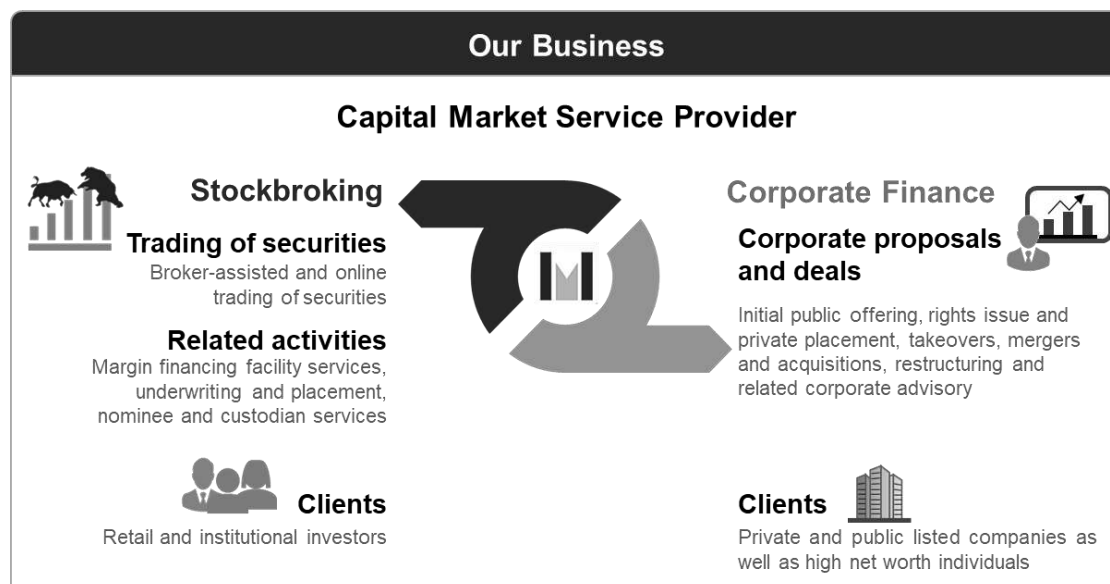 Our Business
Capital Market Service Provider
Stockbroking
Trading of securities
Broker-assisted and online
trading of securities
Related activities
Margin financing facility services,
underwriting and placement,
nominee and custodian services
Clients
Retail and institutional investors
M
Corporate Finance
Corporate proposals
and deals
Initial public offering, rights issue and
private placement, takeovers, mergers
and acquisitions, restructuring and
related corporate advisory
Clients
Private and public listed companies as
well as high net worth individuals